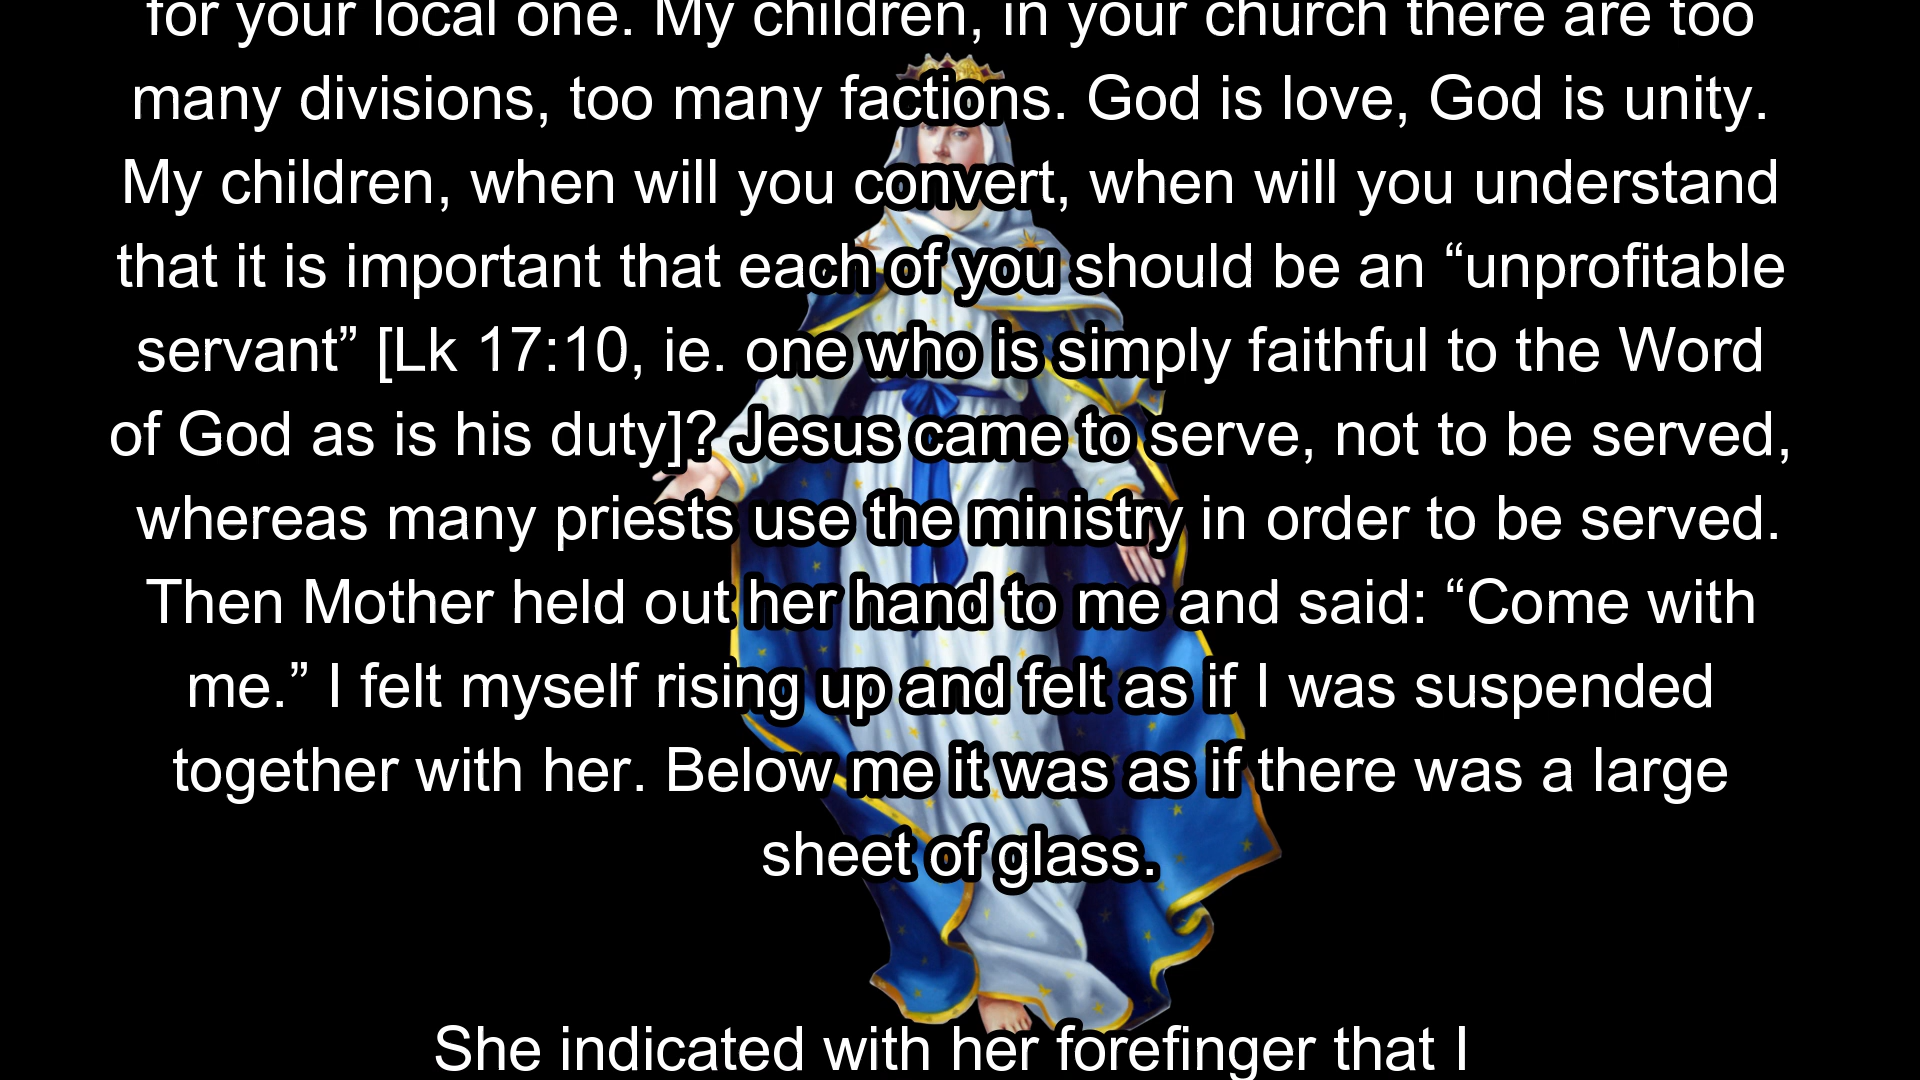 for your local one. My children, in your church there are too
many divisions, too many factions. God is love, God is unity.
My children, when will you convert, when will you understand
that it is important that each of you should be an “unprofitable
servant” [Lk 17:10, ie. one who is simply faithful to the Word
of God as is his duty]? Jesus came to serve, not to be served,
whereas many priests use the ministry in order to be served.
Then Mother held out her hand to me and said: “Come with
me.” I felt myself rising up and felt as if I was suspended
together with her. Below me it was as if there was a large
sheet of glass.
She indicated with her forefinger that I